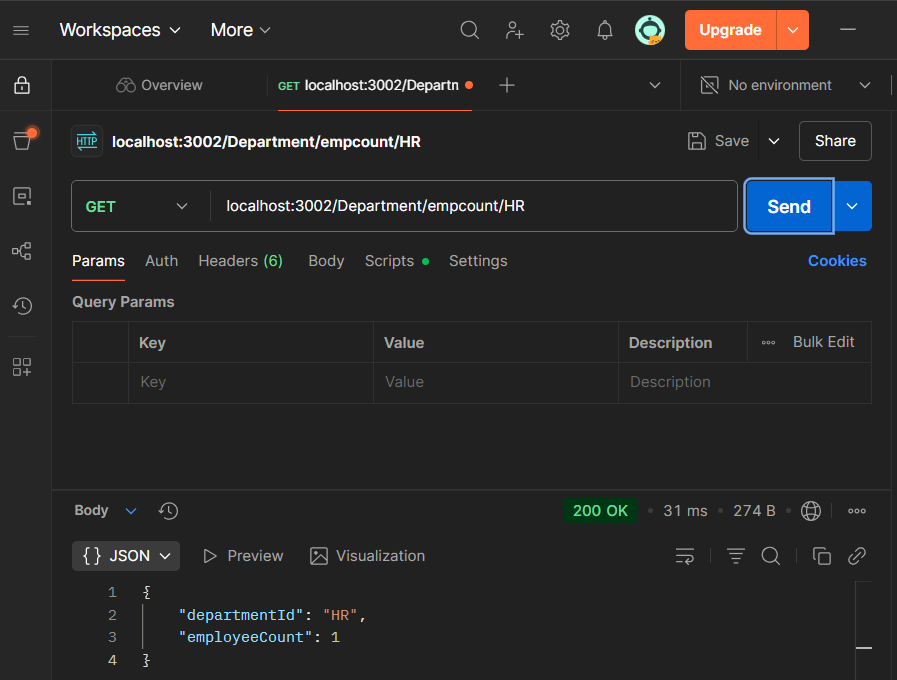 Workspaces More Upgrade
Overview GET localhost:3002/Departn No environment
HTTP localhost:3002/Department/empcount/HR Save Share
GET localhost:3002/Department/empcount/HR Send
Params Auth Headers (6) Body Scripts Settings Cookies
Query Params
Key Value Description Bulk Edit
Key Value Description
Body 200 OK 31 ms 274 B
{} JSON Preview Visualization
1 {
2 "departmentId": "HR",
3 "employeeCount": 1
4 }